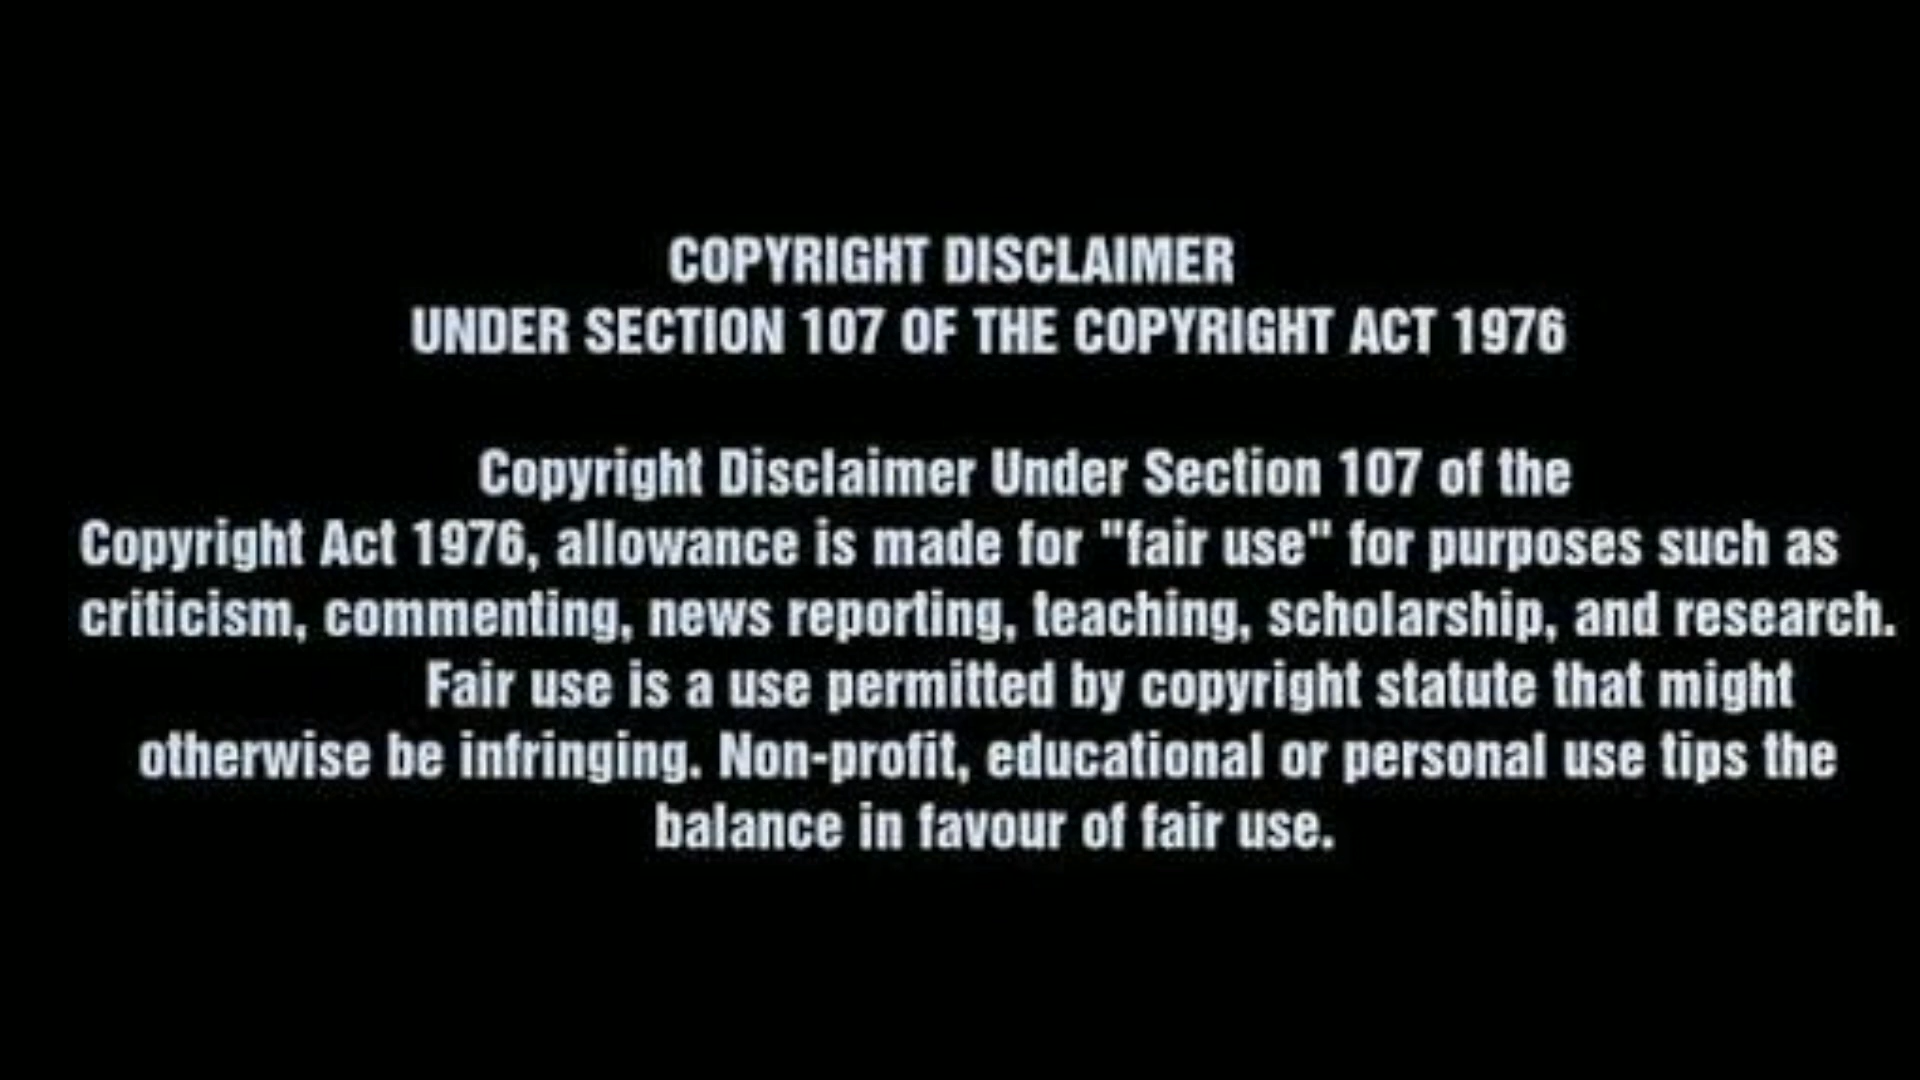 COPYRIGHT DISCLAIMER
UNDER SECTION 107 OF THE COPYRIGHT ACT 1976
Copyright Disclaimer Under Section 107 of the
Copyright Act 1976, allowance is made for "fair use" for purposes such as
criticism, commenting, news reporting, teaching, scholarship, and research.
Fair use is a use permitted by copyright statute that might
otherwise be infringing. Non-profit, educational or personal use tips the
balance in favour of fair use.